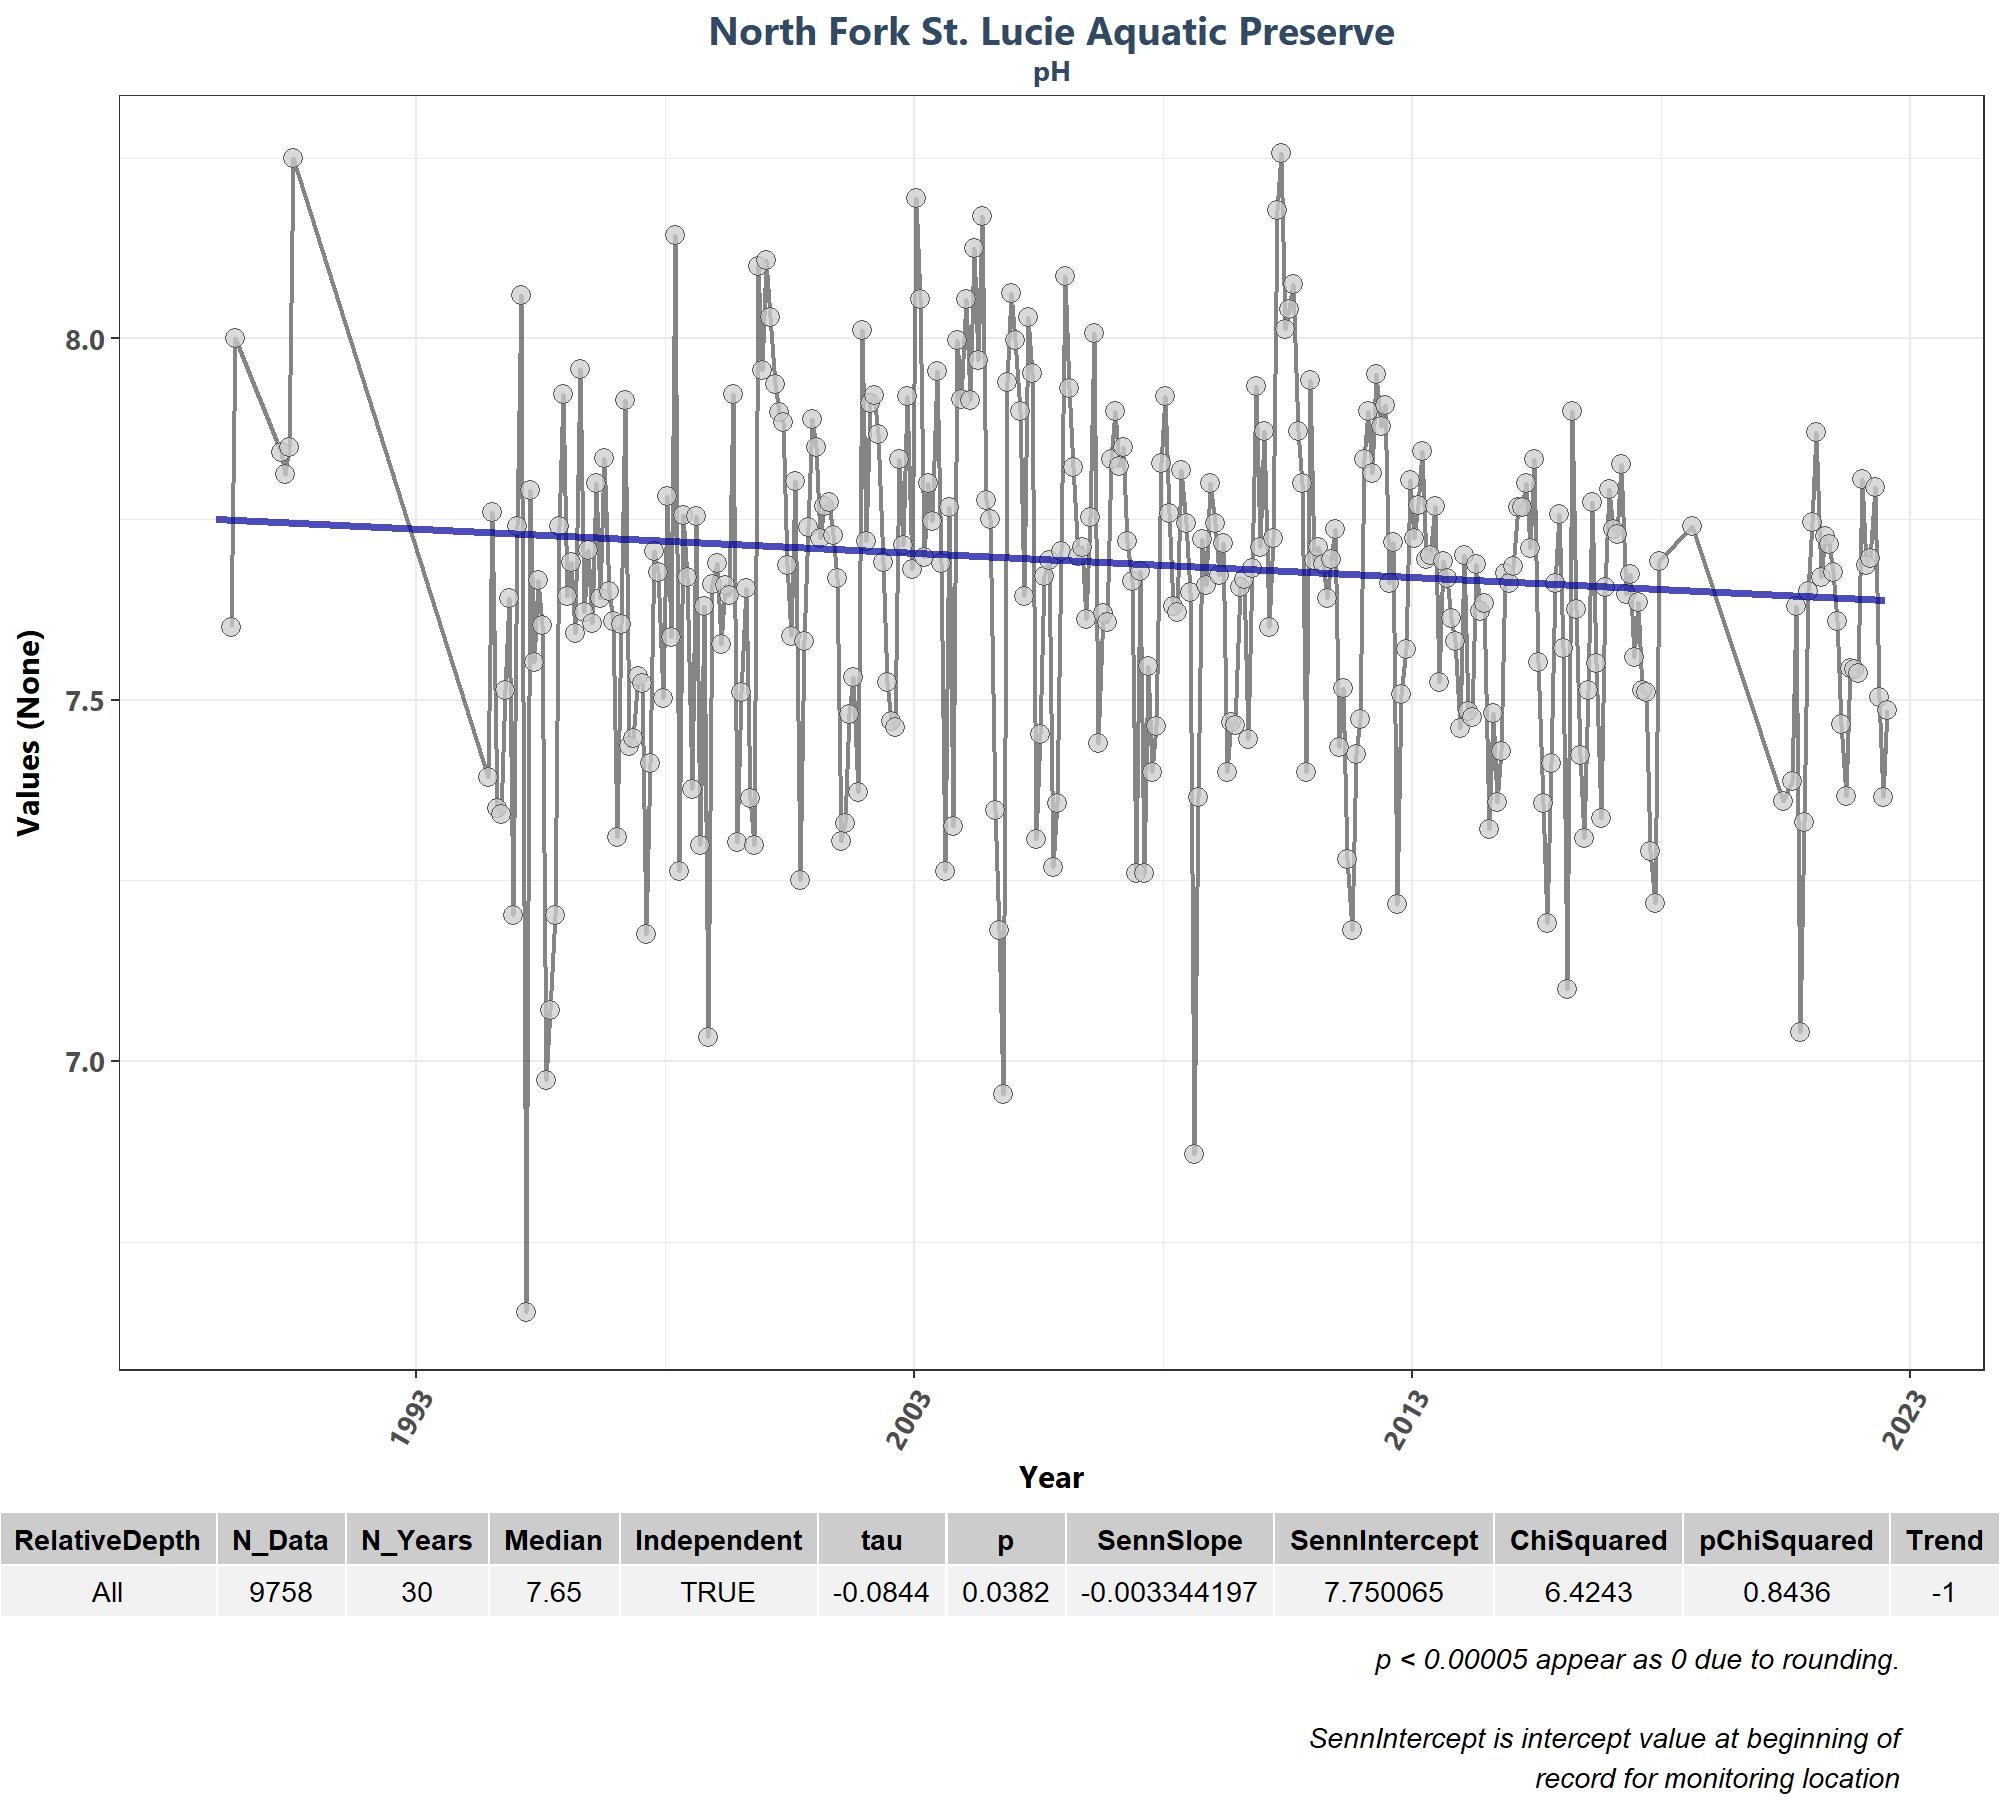 North Fork St. Lucie Aquatic Preserve
pH
Values (None)
8.0
7.5
7.0
1993
2003
2013
2023
Year
RelativeDepth N_Data N_Years Median Independent tau p SennSlope SennIntercept ChiSquared pChiSquared Trend
All 9758 30 7.65 TRUE -0.0844 0.0382 -0.003344197 7.750065 6.4243 0.8436 -1
p < 0.00005 appear as 0 due to rounding.
SennIntercept is intercept value at beginning of
record for monitoring location